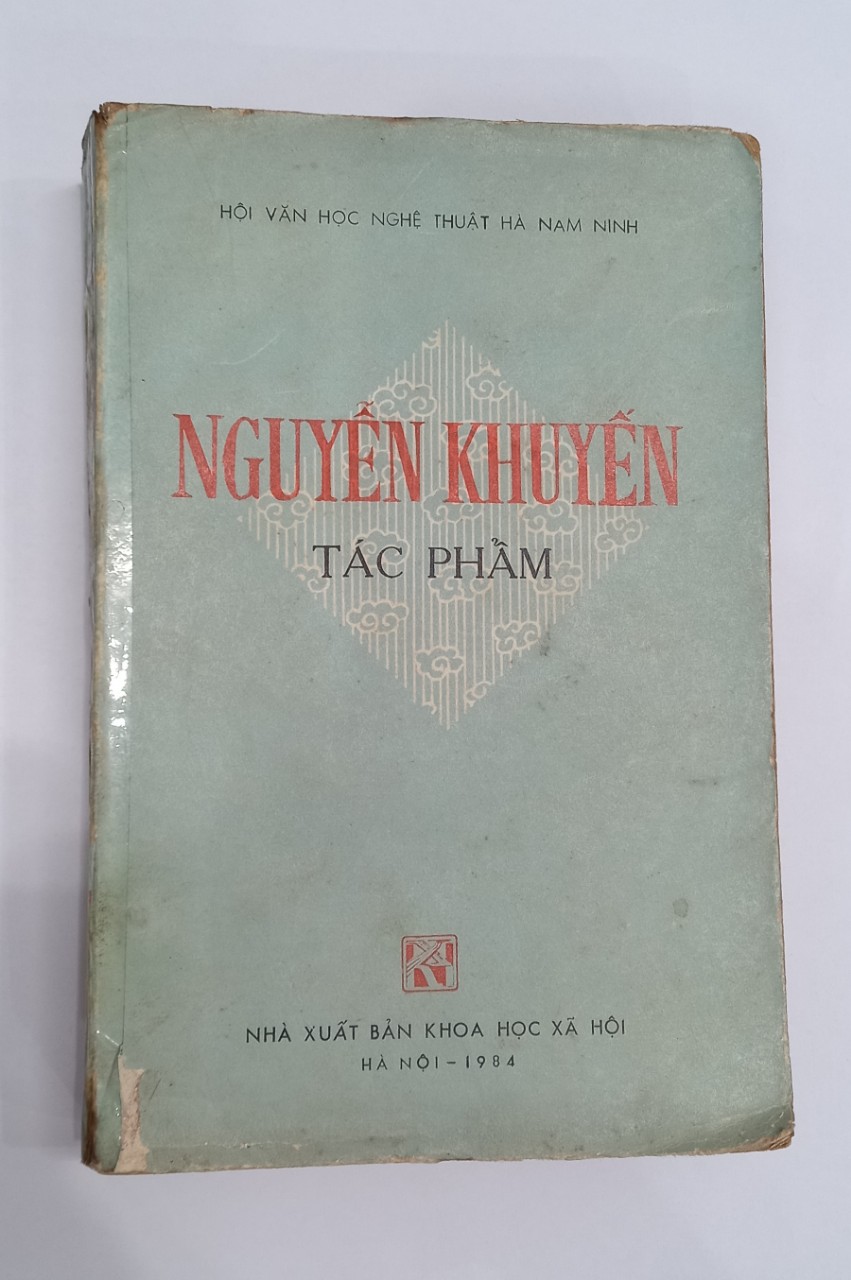 HỘI VĂN HỌC NGHỆ THUẬT HÀ NAM NINH
NGUYỄN KHUYẾN
TÁC PHẨM
NHÀ XUẤT BẢN KHOA HỌC XÃ HỘI
HÀ NỘI – 1984